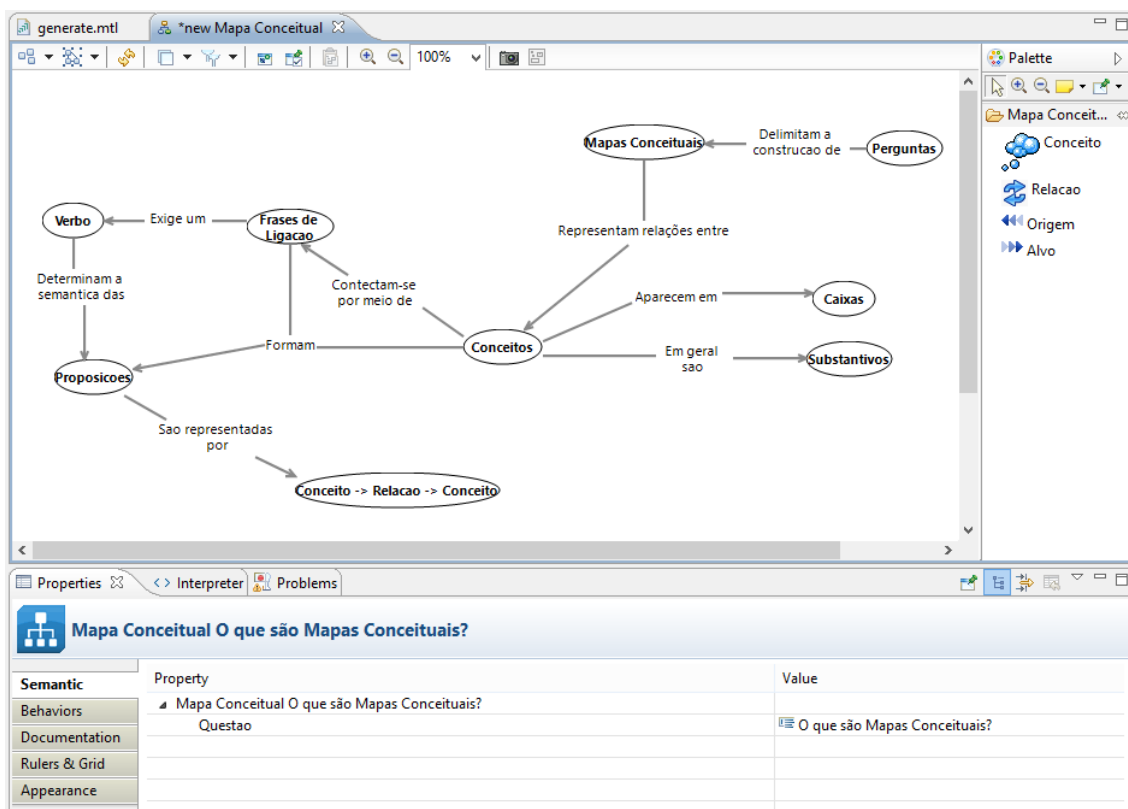 generate.mtl
*new Mapa Conceitual
100%
Palette
Mapa Conceit...
Conceito
Relacao
Origem
Alvo
Mapas Conceituais
Delimitam a
construcao de
Perguntas
Verbo
Exige um
Frases de
Ligacao
Representam relações entre
Determinam a
semantica das
Contectam-se
por meio de
Aparecem em
Caixas
Formam
Conceitos
Em geral
sao
Substantivos
Proposicoes
Sao representadas
por
Conceito -> Relacao -> Conceito
Properties
Interpreter
Problems
Mapa Conceitual O que são Mapas Conceituais?
Semantic
Behaviors
Documentation
Rulers & Grid
Appearance
Property
Value
Mapa Conceitual O que são Mapas Conceituais?
Questao
O que são Mapas Conceituais?